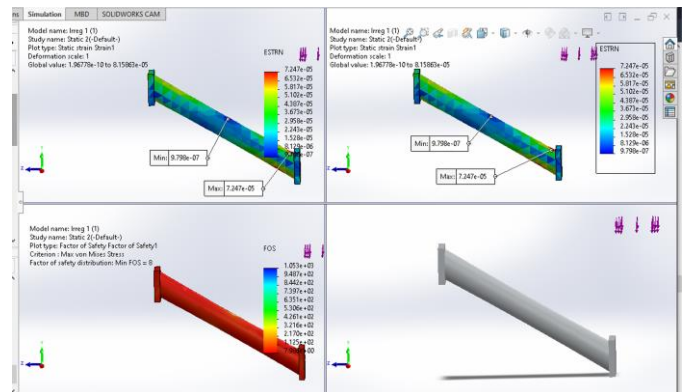 Simulation MBD SOLIDWORKS CAM
Model name: Irreg 1 (1)
Study name: Static 2(-Default-)
Plot type: Static strain Strain1
Deformation scale: 1
Global value: 1.96778e-10 to 8.15863e-05
ESTRN
7.247e-05
6.532e-05
5.817e-05
5.102e-05
4.387e-05
3.673e-05
2.958e-05
2.243e-05
1.528e-05
8.129e-06
Min: 9.798e-07
Max: 7.247e-05
Model name: Irreg 1 (1)
Study name: Static 2(-Default-)
Plot type: Static strain Strain1
Deformation scale: 1
Global value: 1.96778e-10 to 8.15863e-05
ESTRN
7.247e-05
6.532e-05
5.817e-05
5.102e-05
4.387e-05
3.673e-05
2.958e-05
2.243e-05
1.528e-05
8.129e-06
9.798e-07
Min: 9.798e-07
Max: 7.247e-05
Model name: Irreg 1 (1)
Study name: Static 2(-Default-)
Plot type: Factor of Safety Factor of Safety1
Criterion : Max von Mises Stress
Factor of safety distribution: Min FOS = 8
FOS
1.053e+03
9.487e+02
8.442e+02
7.397e+02
6.351e+02
5.306e+02
4.261e+02
3.216e+02
2.170e+02
1.125e+02